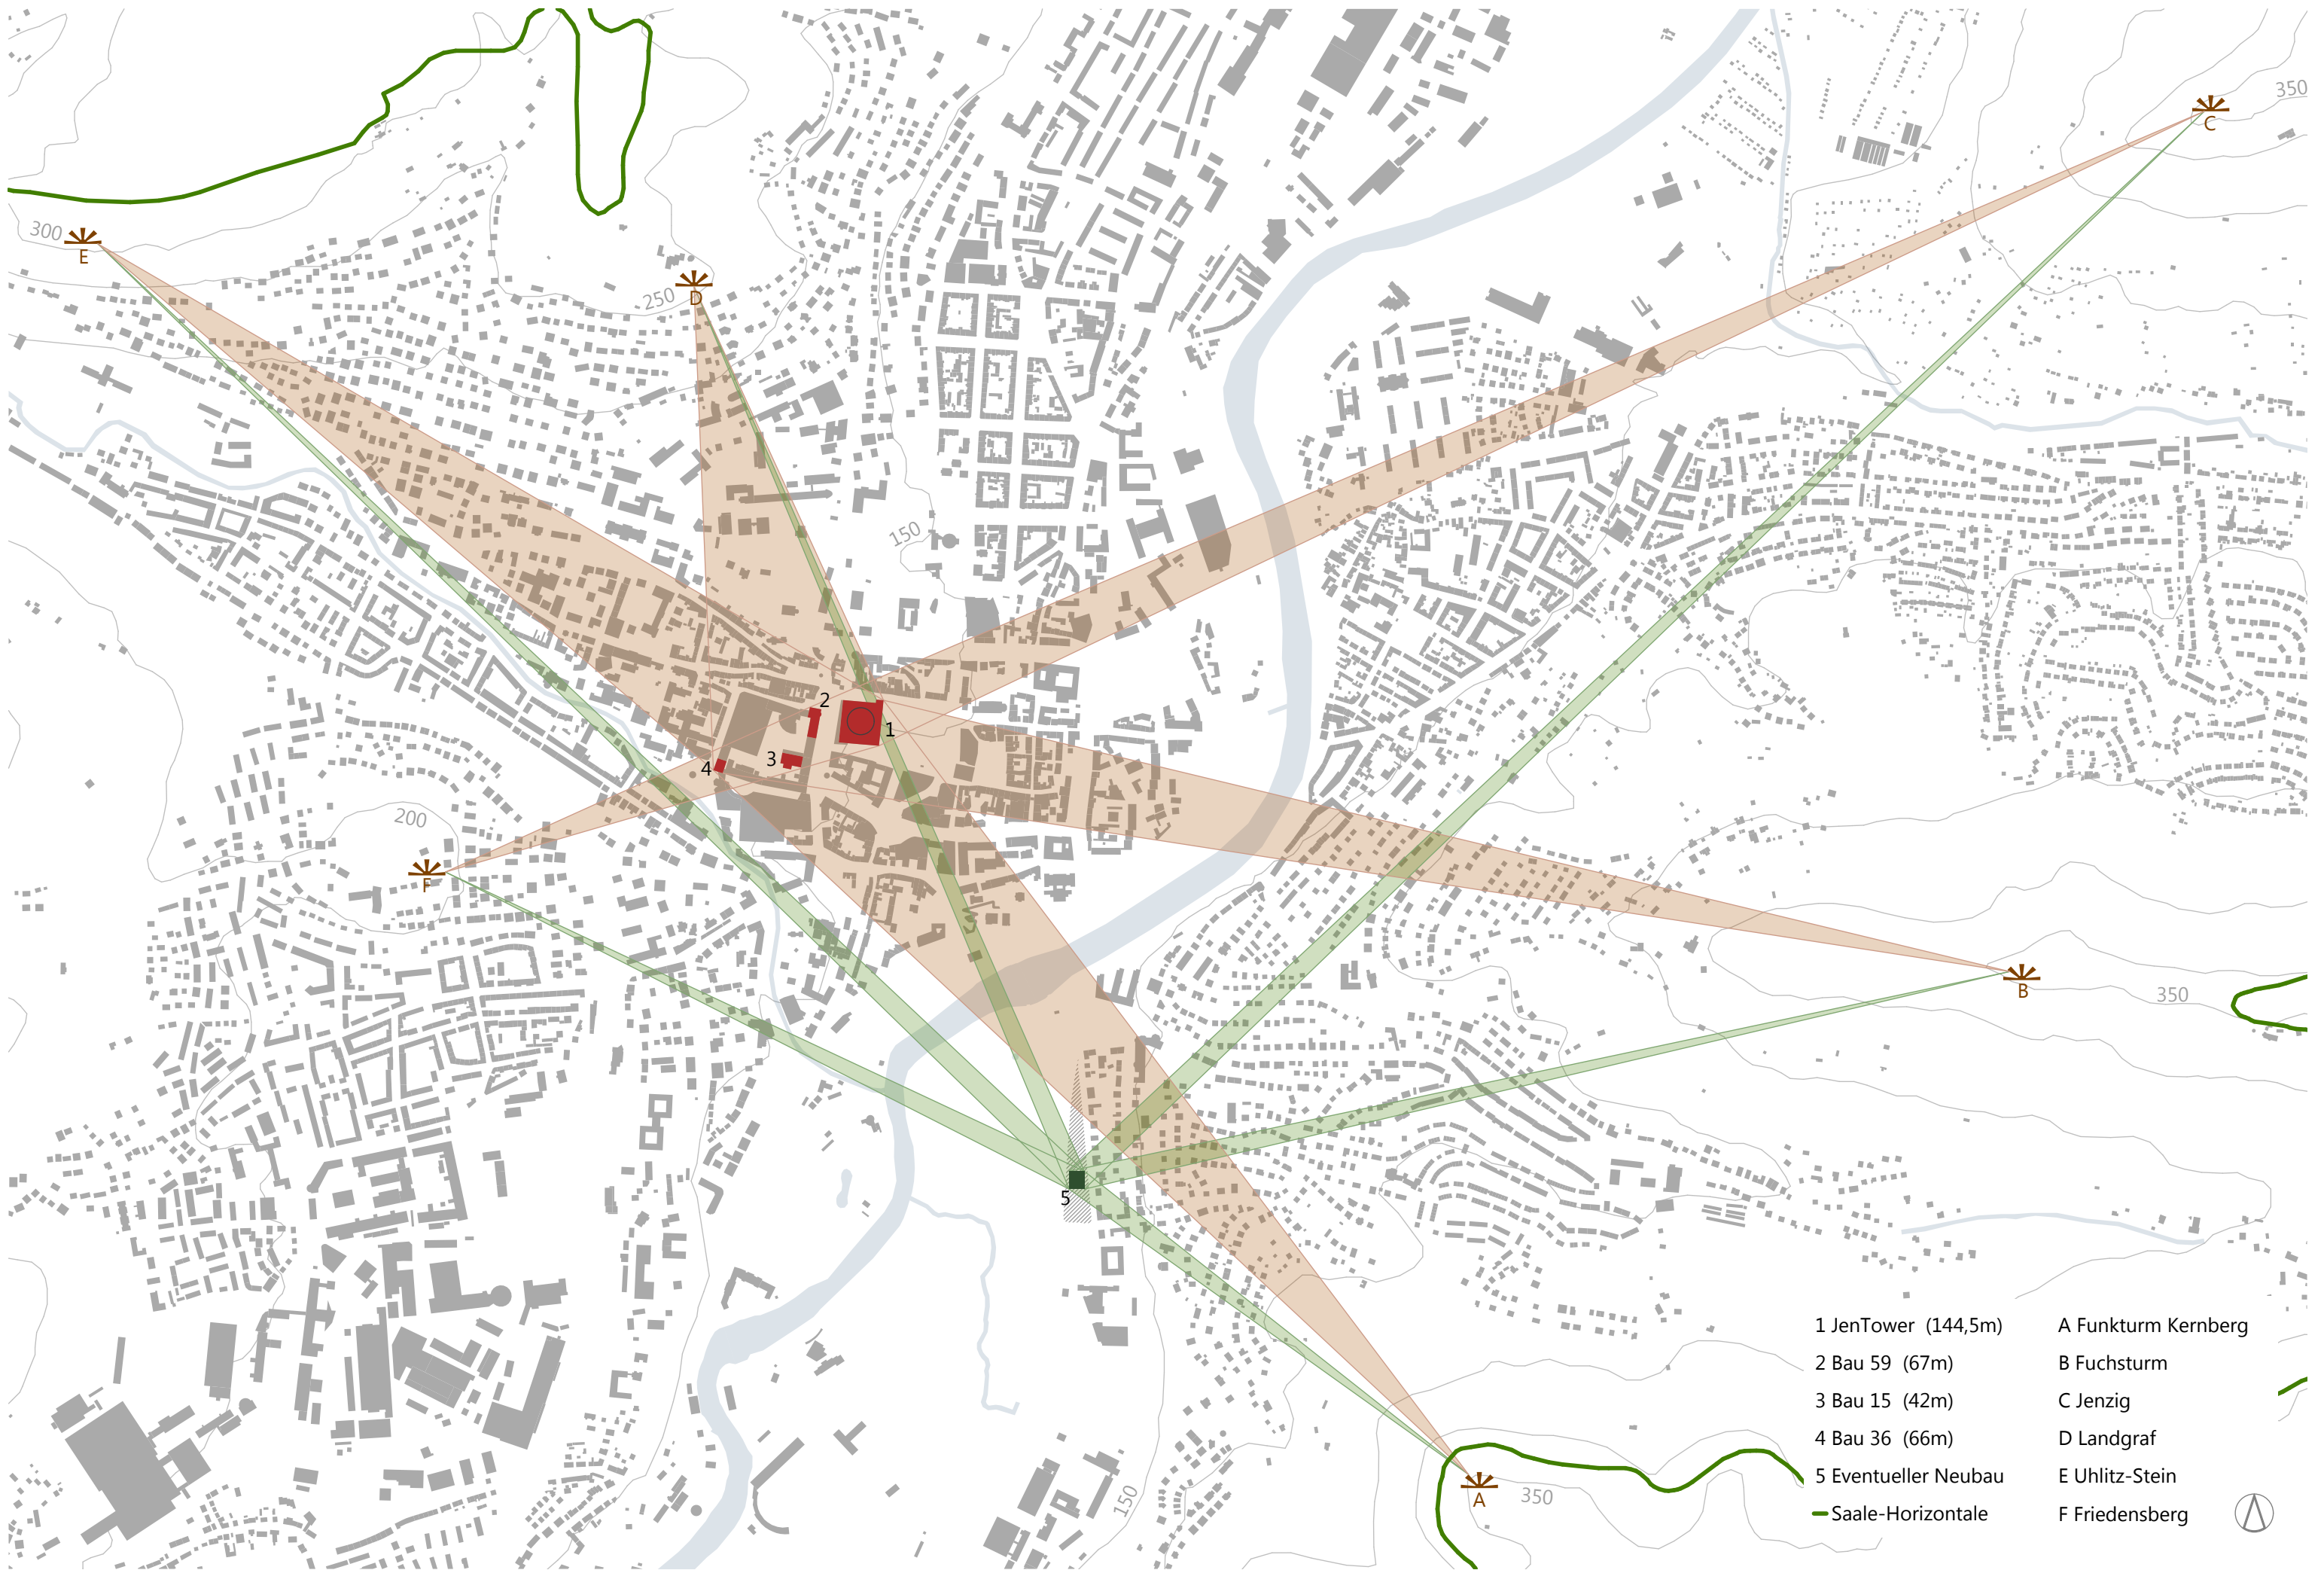 350
C
300
E
250
D
150
2
1
3
4
200
F
B
350
5
A
350
150
1 JenTower (144,5m)
2 Bau 59 (67m)
3 Bau 15 (42m)
4 Bau 36 (66m)
5 Eventueller Neubau
Saale-Horizontale
A Funkturm Kernberg
B Fuchsturm
C Jenzig
D Landgraf
E Uhlitz-Stein
F Friedensberg